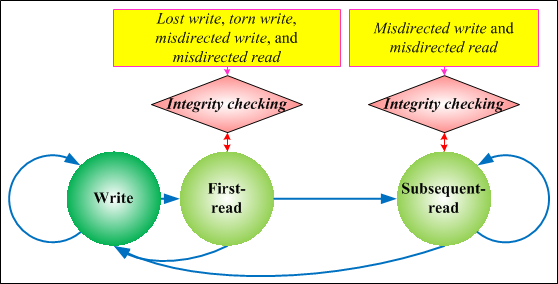 Lost write, torn write,
misdirected write, and
misdirected read
Misdirected write and
misdirected read
Integrity checking
Integrity checking
Write
First-
read
Subsequent-
read